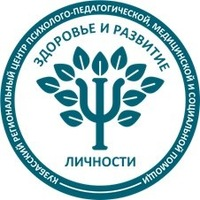 КУЗБАССКИЙ РЕГИОНАЛЬНЫЙ ЦЕНТР ПСИХОЛОГО-ПЕДАГОГИЧЕСКОЙ, МЕДИЦИНСКОЙ И СОЦИАЛЬНОЙ ПОМОЩИ
ЗДОРОВЬЕ И РАЗВИТИЕ
ЛИЧНОСТИ